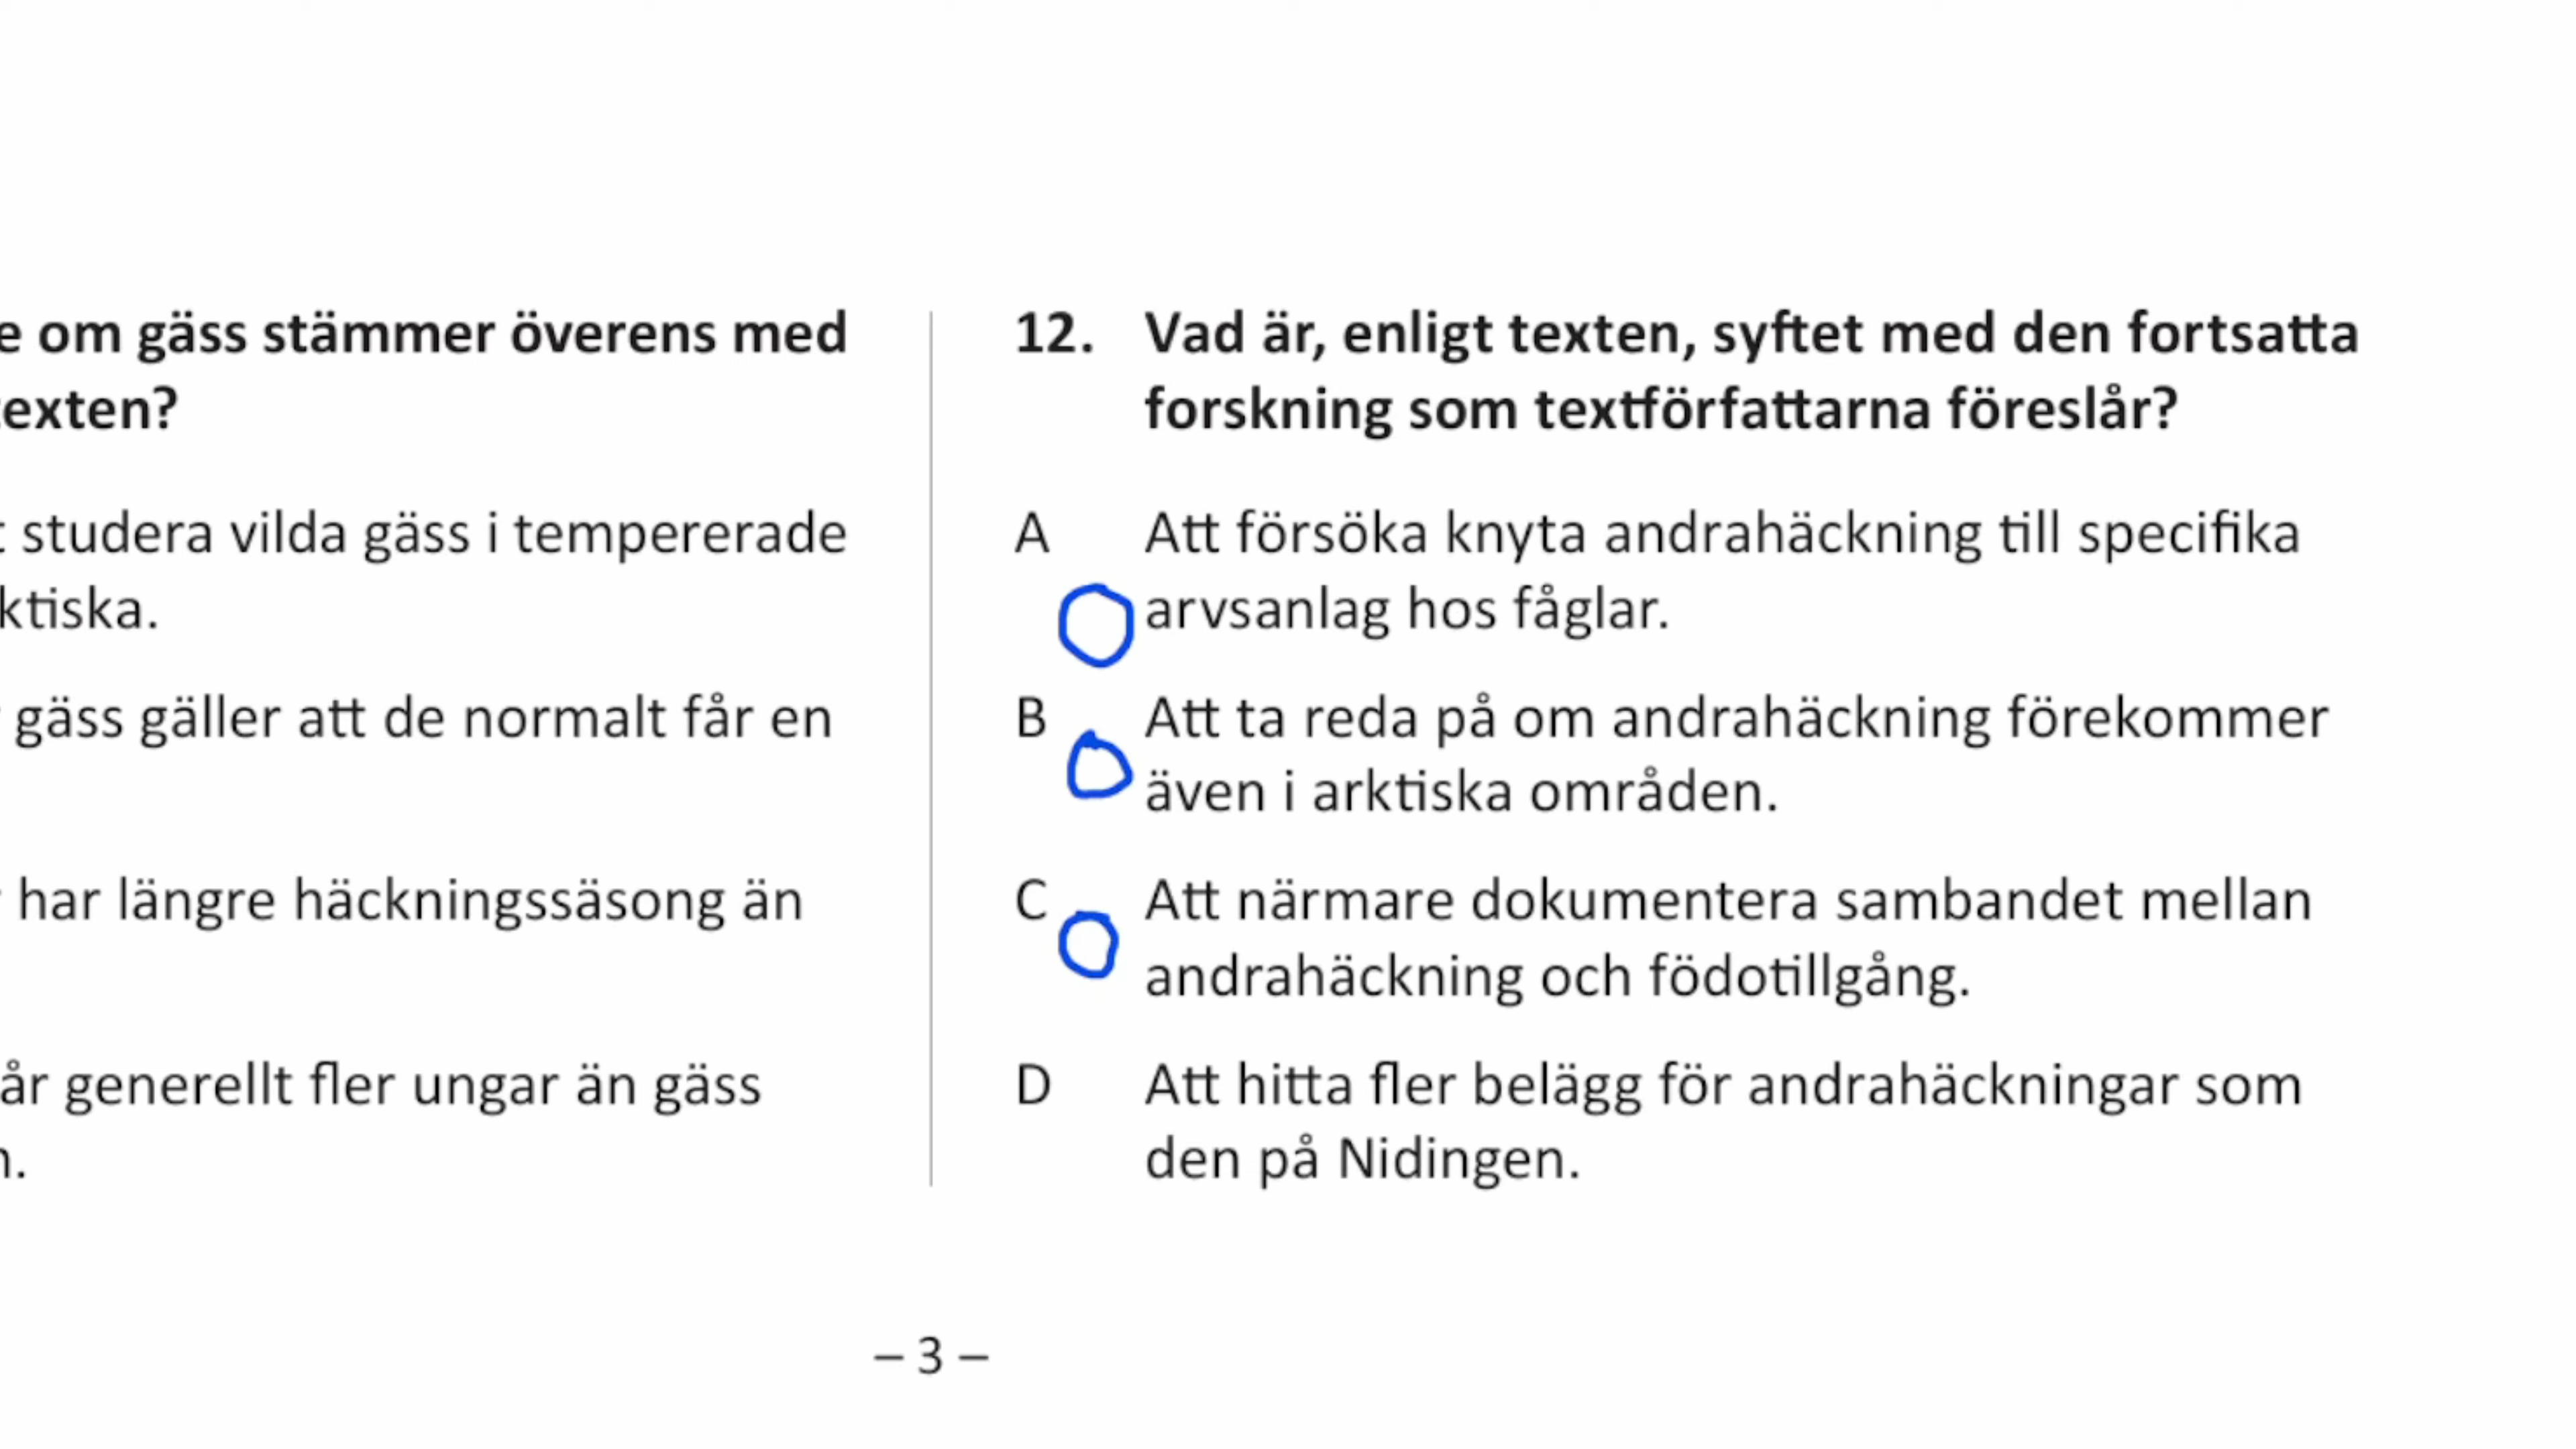 e om gäss stämmer överens med
texten?
studera vilda gäss i tempererade
ktiska.
gäss gäller att de normalt får en
har längre häckningssäsong än
år generellt fler ungar än gäss
12. Vad är, enligt texten, syftet med den fortsatta
forskning som textförfattarna föreslår?
A Att försöka knyta andrahäckning till specifika
arvsanlag hos fåglar.
B Att ta reda på om andrahäckning förekommer
även i arktiska områden.
C Att närmare dokumentera sambandet mellan
andrahäckning och födotillgång.
D Att hitta fler belägg för andrahäckningar som
den på Nidingen.
– 3 –